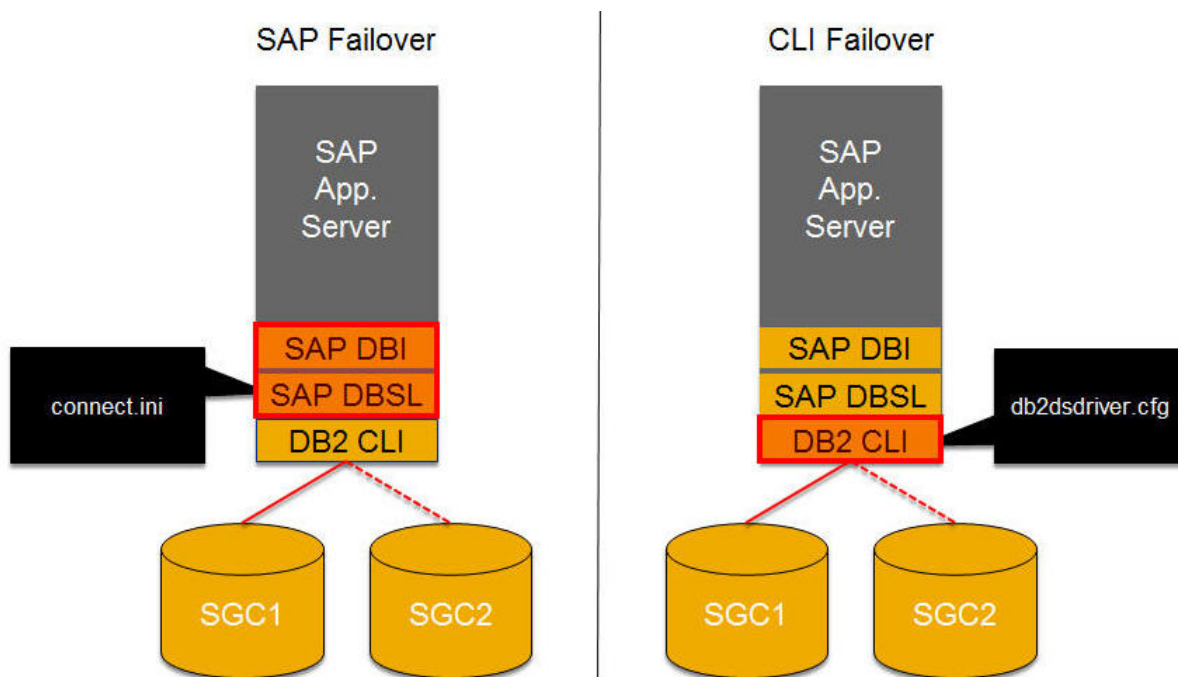 SAP Failover
SAP
App.
Server
SAP DBI
SAP DBSL
DB2 CLI
connect.ini
SGC1
SGC2
CLI Failover
SAP
App.
Server
SAP DBI
SAP DBSL
DB2 CLI
db2dsdriver.cfg
SGC1
SGC2